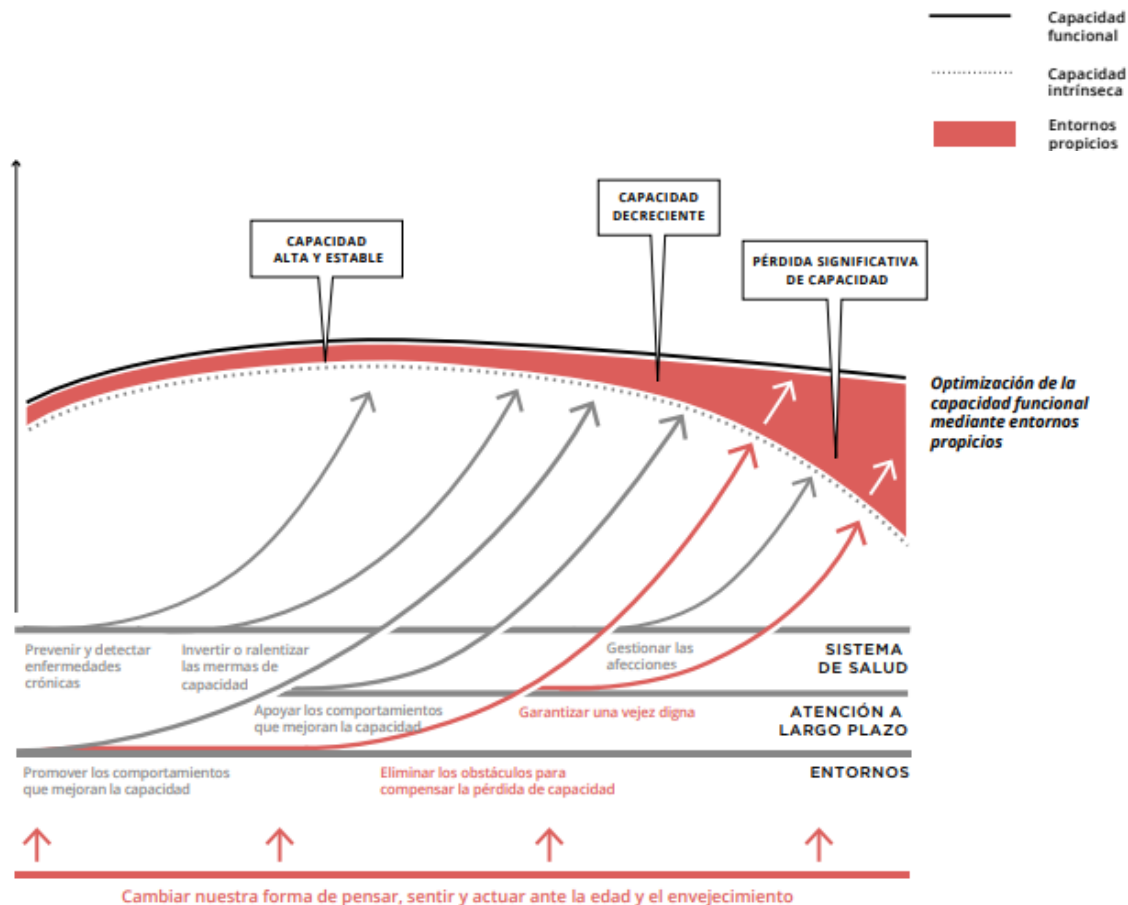 Capacidad
funcional
Capacidad
intrínseca
Entornos
propicios
CAPACIDAD
ALTA Y ESTABLE
CAPACIDAD
DECRECIENTE
PÉRDIDA SIGNIFICATIVA
DE CAPACIDAD
Optimización de la
capacidad funcional
mediante entornos
propicios
Prevenir y detectar
enfermedades
crónicas
Invertir o ralentizar
las mermas de
capacidad
Gestionar las
afecciones
SISTEMA
DE SALUD
Apoyar los comportamientos
que mejoran la capacidad
Garantizar una vejez digna
ATENCIÓN A
LARGO PLAZO
Promover los comportamientos
que mejoran la capacidad
Eliminar los obstáculos para
compensar la pérdida de capacidad
ENTORNOS
Cambiar nuestra forma de pensar, sentir y actuar ante la edad y el envejecimiento